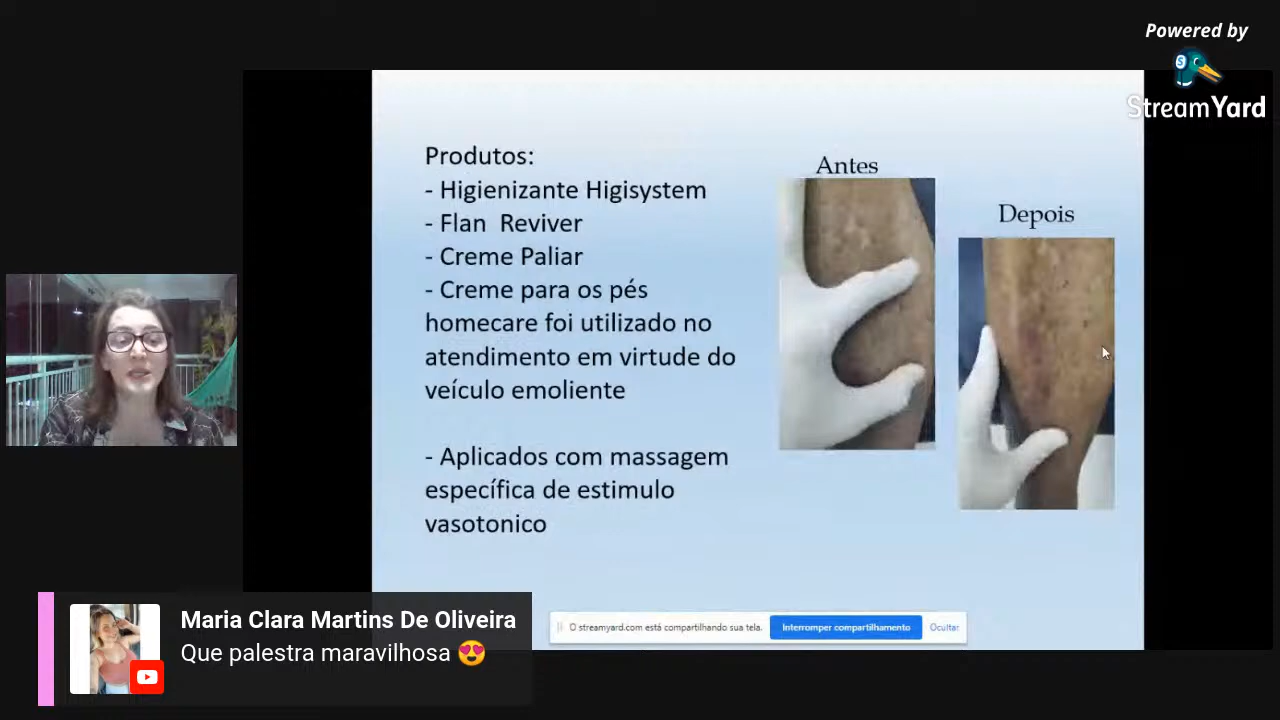 Powered by
StreamYard
Produtos:
- Higienizante Higisystem
- Flan Reviver
- Creme Paliar
- Creme para os pés
homecare foi utilizado no
atendimento em virtude do
veículo emoliente
- Aplicados com massagem
específica de estimulo
vasotonico
Antes
Depois
O streamyard.com está compartilhando sua tela.
Interromper compartilhamento
Ocultar
Maria Clara Martins De Oliveira
Que palestra maravilhosa 😍